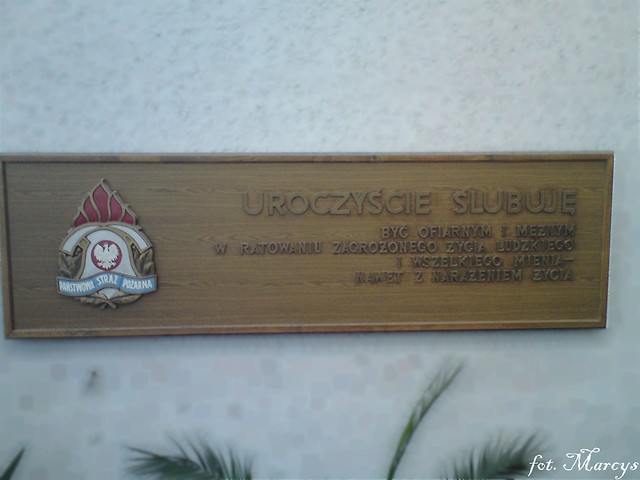 UROCZYŚCIE ŚLUBUJĘ
BYĆ OFIARNYM I MĘŻNYM
W RATOWANIU ZAGROŻONEGO ŻYCIA LUDZKIEGO
I WSZELKIEGO MIENIA—
NAWET Z NARAŻENIEM ŻYCIA
PAŃSTWOWA STRAŻ POŻARNA
fot. Marcys